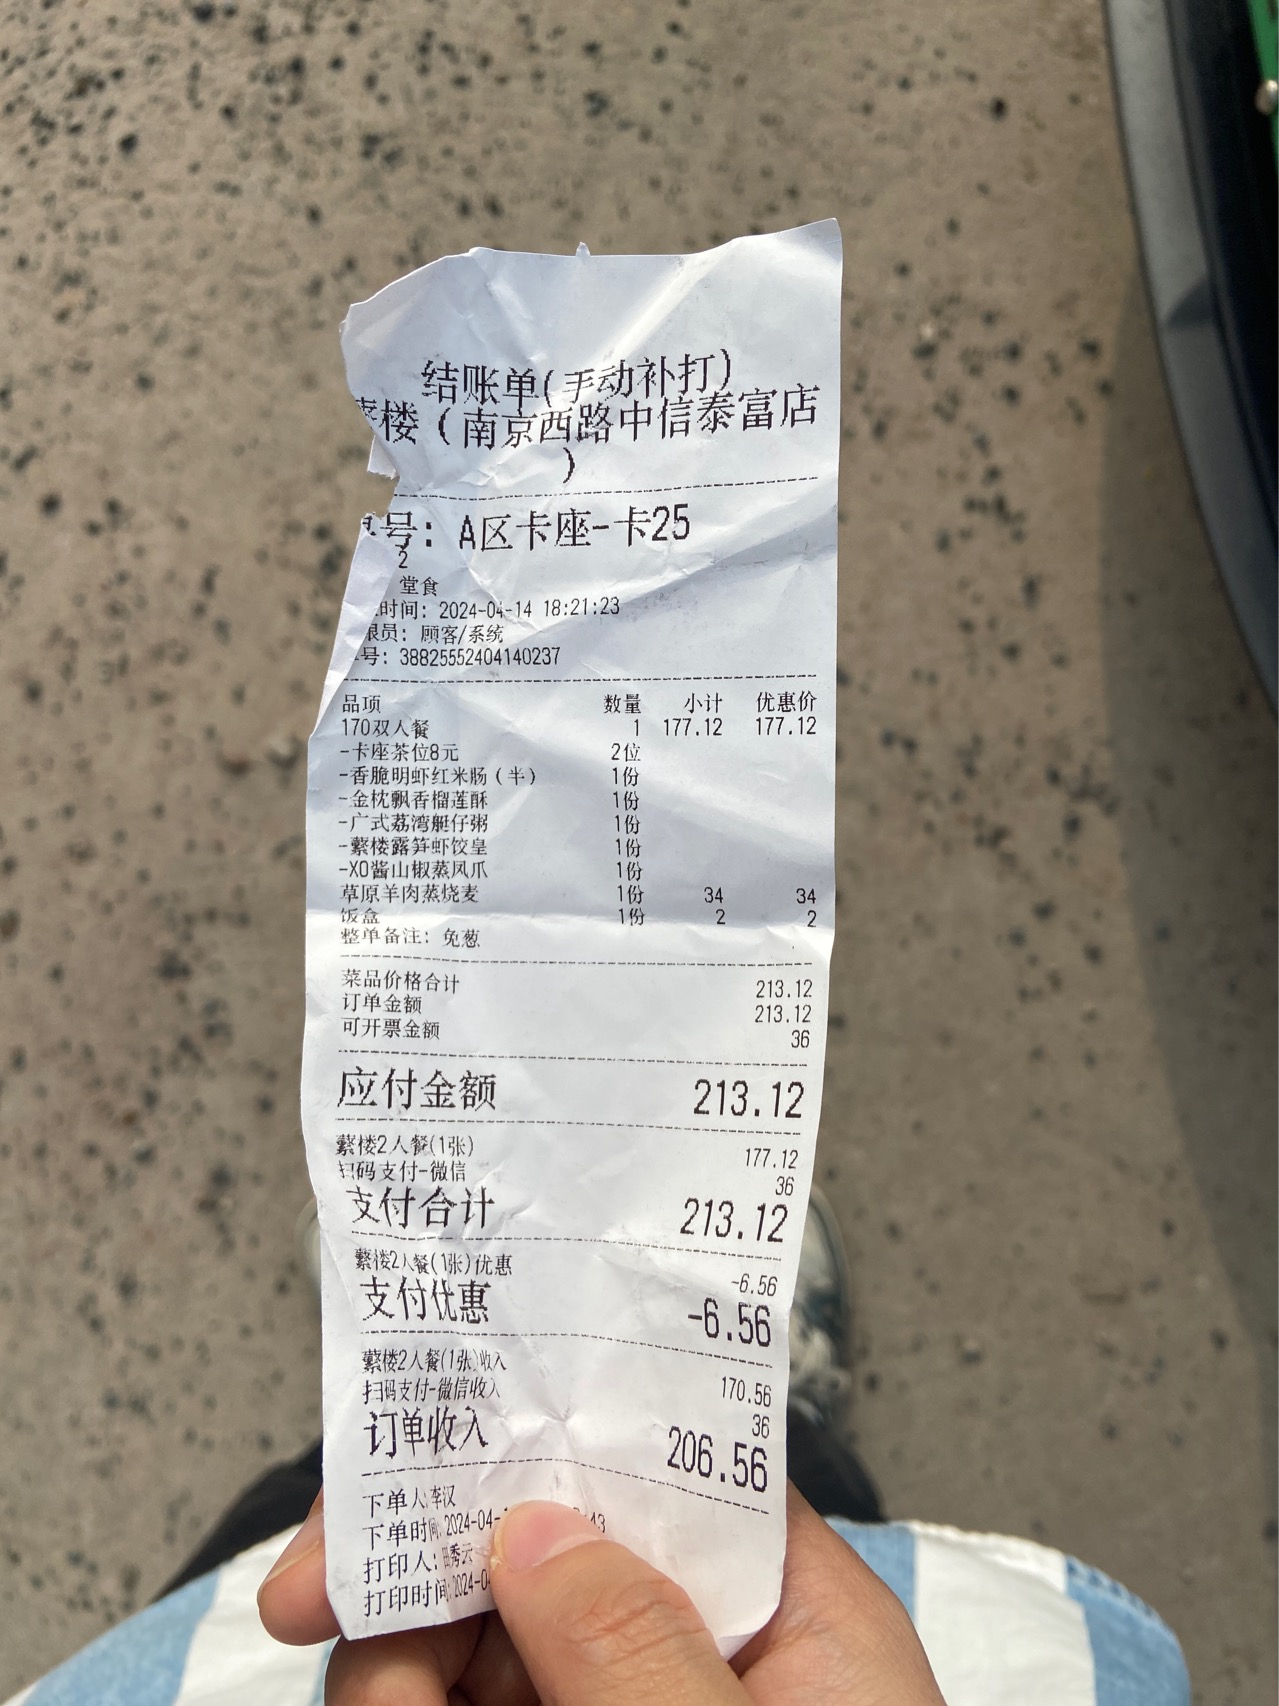 结账单(手动补打)
楼（南京西路中信泰富店
）
号: A区卡座-卡25
2
堂食
时间: 2024-04-14 18:21:23
员: 顾客/系统
号: 38825552404140237
品项 数量 小计 优惠价
170双人餐 1 177.12 177.12
-卡座茶位8元 2位
-香脆明虾红米肠（半） 1份
-金枕飘香榴莲酥 1份
-广式荔湾艇仔粥 1份
-蘩楼露笋虾饺皇 1份
-XO酱山椒蒸凤爪 1份
草原羊肉蒸烧麦 1份 34 34
饭盒 1份 2 2
整单备注: 免葱
菜品价格合计 213.12
订单金额 213.12
可开票金额 36
应付金额 213.12
蘩楼2人餐(1张) 177.12
扫码支付-微信 36
支付合计 213.12
蘩楼2人餐(1张)优惠 -6.56
支付优惠 -6.56
蘩楼2人餐(1张)收入 170.56
扫码支付-微信收入 36
订单收入 206.56
下单人:李汉
下单时间:2024-04-
打印人:田秀云
打印时间:2024-0